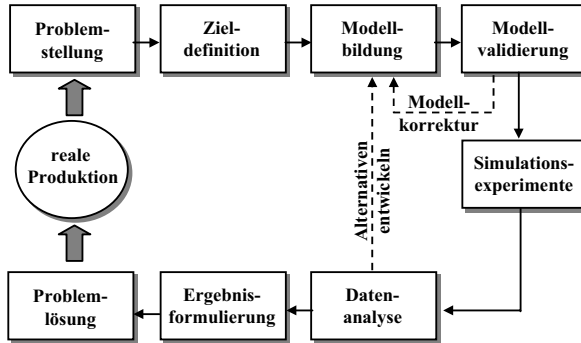 Problem-
stellung
Ziel-
definition
Modell-
bildung
Modell-
validierung
Modell-
korrektur
reale
Produktion
Alternativen
entwickeln
Simulations-
experimente
Problem-
lösung
Ergebnis-
formulierung
Daten-
analyse